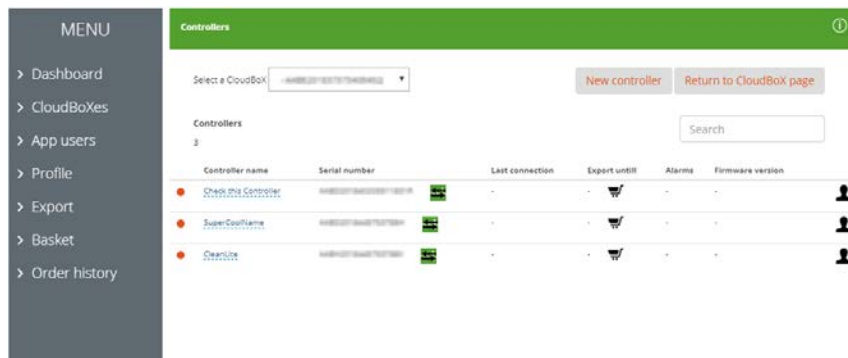 MENU
> Dashboard
> CloudBoXes
> App users
> Profile
> Export
> Basket
> Order history
Controllers
Select a CloudBoX
New controller Return to CloudBoX page
Controllers
3
Search
Controller name Serial number Last connection Export untill Alarms Firmware version
Check this Controller - - - -
SuperCoolName - - - -
CleanLite - - - -